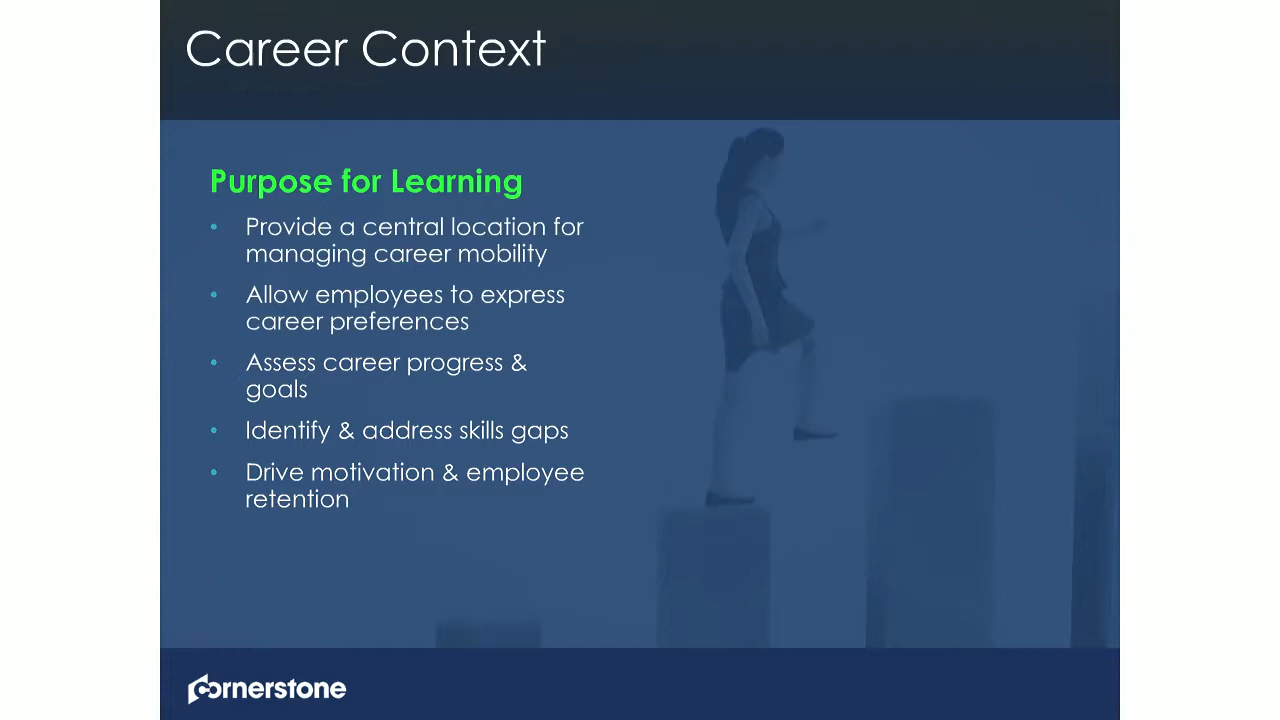 Career Context
Purpose for Learning
• Provide a central location for
managing career mobility
• Allow employees to express
career preferences
• Assess career progress &
goals
• Identify & address skills gaps
• Drive motivation & employee
retention
cornerstone